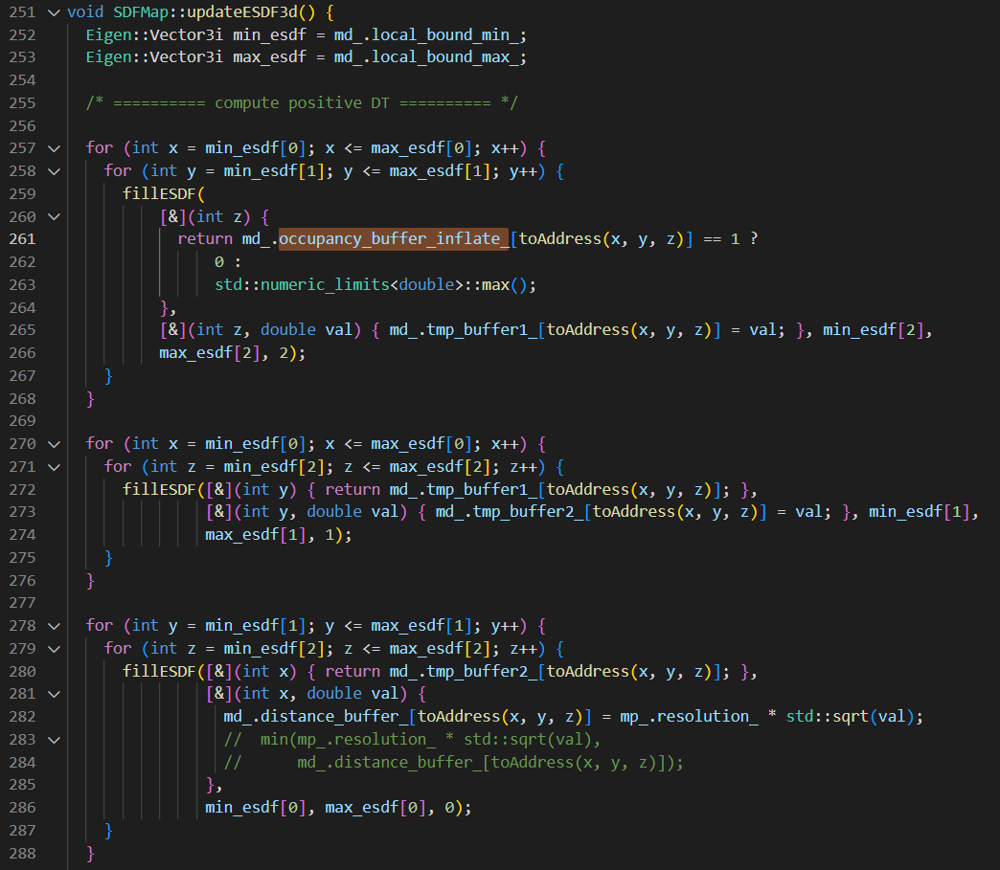 251 void SDFMap::updateESDF3d() {
252   Eigen::Vector3i min_esdf = md_.local_bound_min_;
253   Eigen::Vector3i max_esdf = md_.local_bound_max_;
254
255   /* ========== compute positive DT ========== */
256
257   for (int x = min_esdf[0]; x <= max_esdf[0]; x++) {
258     for (int y = min_esdf[1]; y <= max_esdf[1]; y++) {
259       fillESDF(
260           [&](int z) {
261             return md_.occupancy_buffer_inflate_[toAddress(x, y, z)] == 1 ?
262                 0 :
263                 std::numeric_limits<double>::max();
264           },
265           [&](int z, double val) { md_.tmp_buffer1_[toAddress(x, y, z)] = val; }, min_esdf[2],
266           max_esdf[2], 2);
267     }
268   }
269
270   for (int x = min_esdf[0]; x <= max_esdf[0]; x++) {
271     for (int z = min_esdf[2]; z <= max_esdf[2]; z++) {
272       fillESDF([&](int y) { return md_.tmp_buffer1_[toAddress(x, y, z)]; },
273                [&](int y, double val) { md_.tmp_buffer2_[toAddress(x, y, z)] = val; }, min_esdf[1],
274                max_esdf[1], 1);
275     }
276   }
277
278   for (int y = min_esdf[1]; y <= max_esdf[1]; y++) {
279     for (int z = min_esdf[2]; z <= max_esdf[2]; z++) {
280       fillESDF([&](int x) { return md_.tmp_buffer2_[toAddress(x, y, z)]; },
281                [&](int x, double val) {
282                  md_.distance_buffer_[toAddress(x, y, z)] = mp_.resolution_ * std::sqrt(val);
283                  //  min(mp_.resolution_ * std::sqrt(val),
284                  //      md_.distance_buffer_[toAddress(x, y, z)]);
285                },
286                min_esdf[0], max_esdf[0], 0);
287     }
288   }